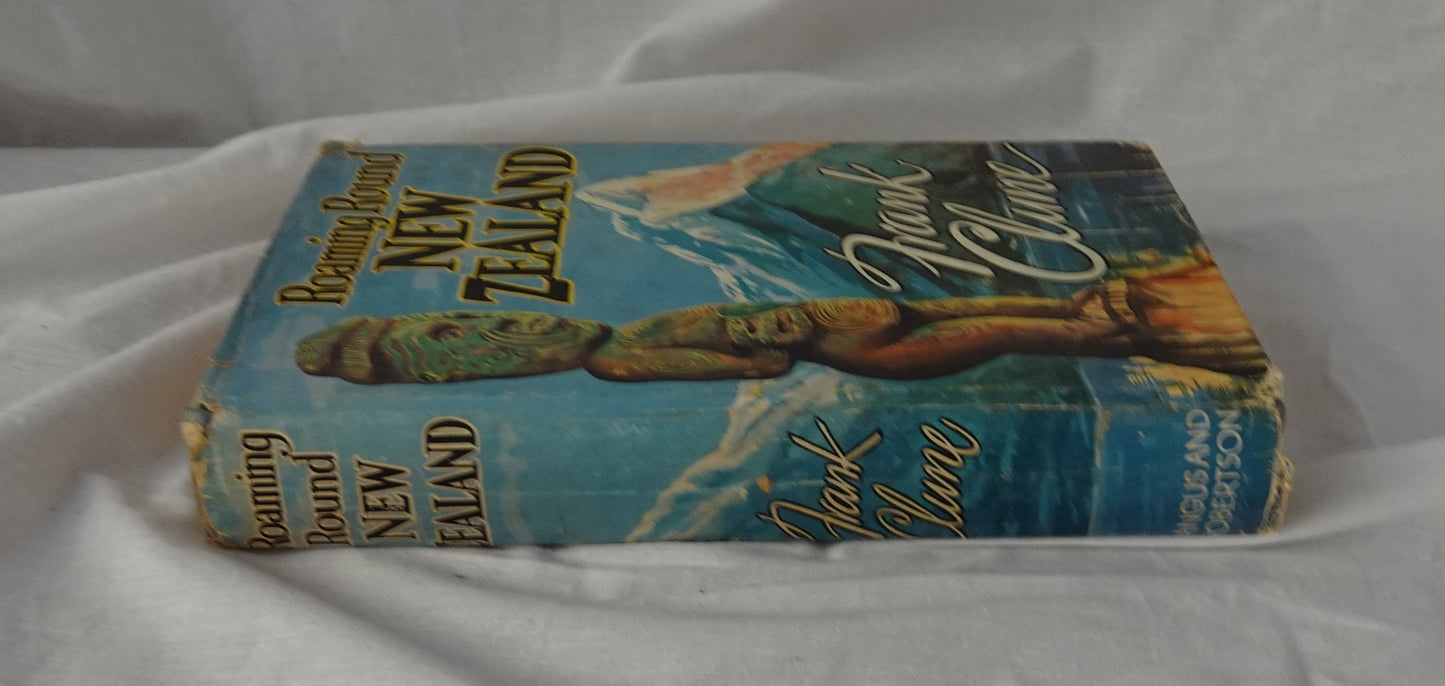 Roaming Round
NEW
ZEALAND
Frank
Clune
Roaming
Round
NEW
ZEALAND
Frank
Clune
ANGUS AND
ROBERTSON